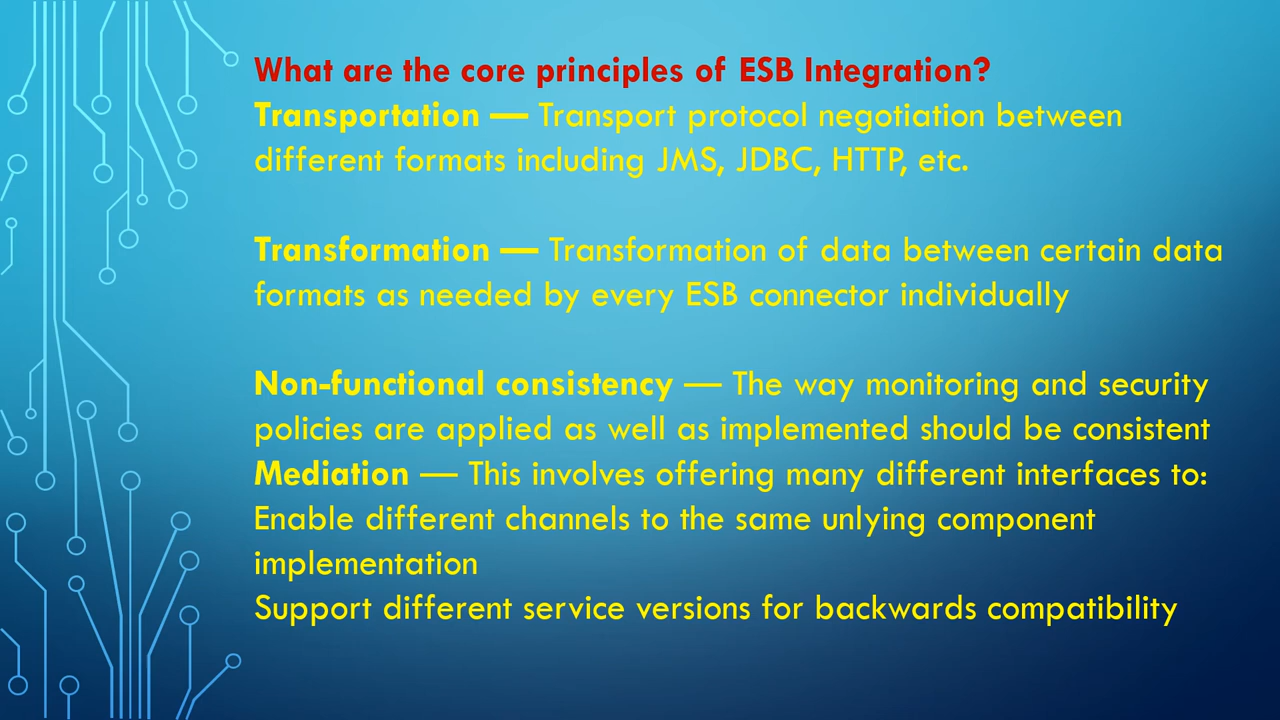 What are the core principles of ESB Integration?
Transportation — Transport protocol negotiation between
different formats including JMS, JDBC, HTTP, etc.
Transformation — Transformation of data between certain data
formats as needed by every ESB connector individually
Non-functional consistency — The way monitoring and security
policies are applied as well as implemented should be consistent
Mediation — This involves offering many different interfaces to:
Enable different channels to the same unlying component
implementation
Support different service versions for backwards compatibility